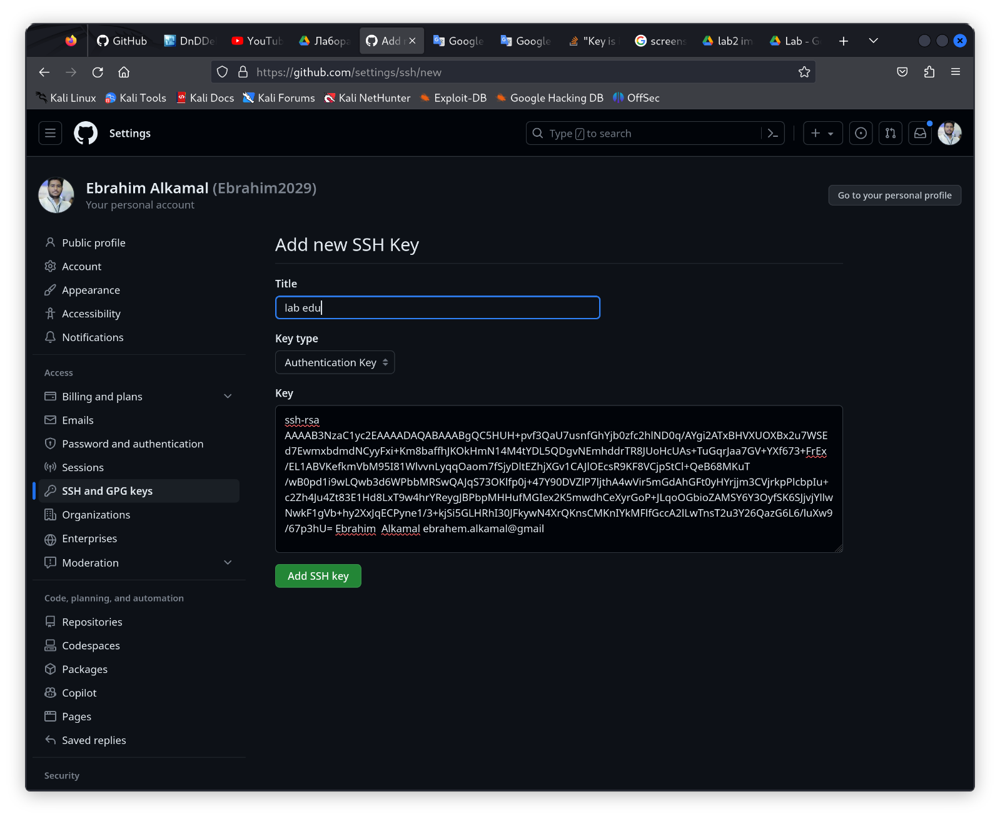 GitHub
DnDDe
YouTub
Лабора
Add
Google
Google
"Key is
screens
lab2 im
Lab - G
https://github.com/settings/ssh/new
Kali Linux
Kali Tools
Kali Docs
Kali Forums
Kali NetHunter
Exploit-DB
Google Hacking DB
OffSec
Settings
Type / to search
Ebrahim Alkamal (Ebrahim2029)
Your personal account
Go to your personal profile
Public profile
Account
Appearance
Accessibility
Notifications
Access
Billing and plans
Emails
Password and authentication
Sessions
SSH and GPG keys
Organizations
Enterprises
Moderation
Code, planning, and automation
Repositories
Codespaces
Packages
Copilot
Pages
Saved replies
Security
Add new SSH Key
Title
lab edu
Key type
Authentication Key
Key
ssh-rsa
AAAAB3NzaC1yc2EAAAADAQABAAABgQC5HUH+pvf3QaU7usnfGhYjb0zfc2hlND0q/AYgi2ATxBHVXUOXBx2u7WSE
d7EwmxbdmdNCyyFxi+Km8baffhJKOkHmN14M4tYDL5QDgvNEmhddrTR8JUoHcUAs+TuGqrJaa7GV+YXf673+FrEx
/EL1ABVKefkmVbM95I81WlvvnLyqqOaom7fSjyDltEZhjXGv1CAJlOEcsR9KF8VCjpStCl+QeB68MKuT
/wB0pd1i9wLQwb3d6WPbbMRSwQAJqS73OKlfp0j+47Y90DVZlP7ljthA4wVir5mGdAhGFt0yHYrjjm3CVjrkpPlcbpIu+
c2Zh4Ju4Zt83E1Hd8LxT9w4hrYReygJBPbpMHHufMGIex2K5mwdhCeXyrGoP+JLqoOGbioZAMSY6Y3OyfSK6SJjvjYllw
NwkF1gVb+hy2XxJqECPyne1/3+kjSi5GLHRhI30JFkywN4XrQKnsCMKnIYkMFlfGccA2lLwTnsT2u3Y26QazG6L6/luXw9
/67p3hU= Ebrahim  Alkamal ebrahem.alkamal@gmail
Add SSH key